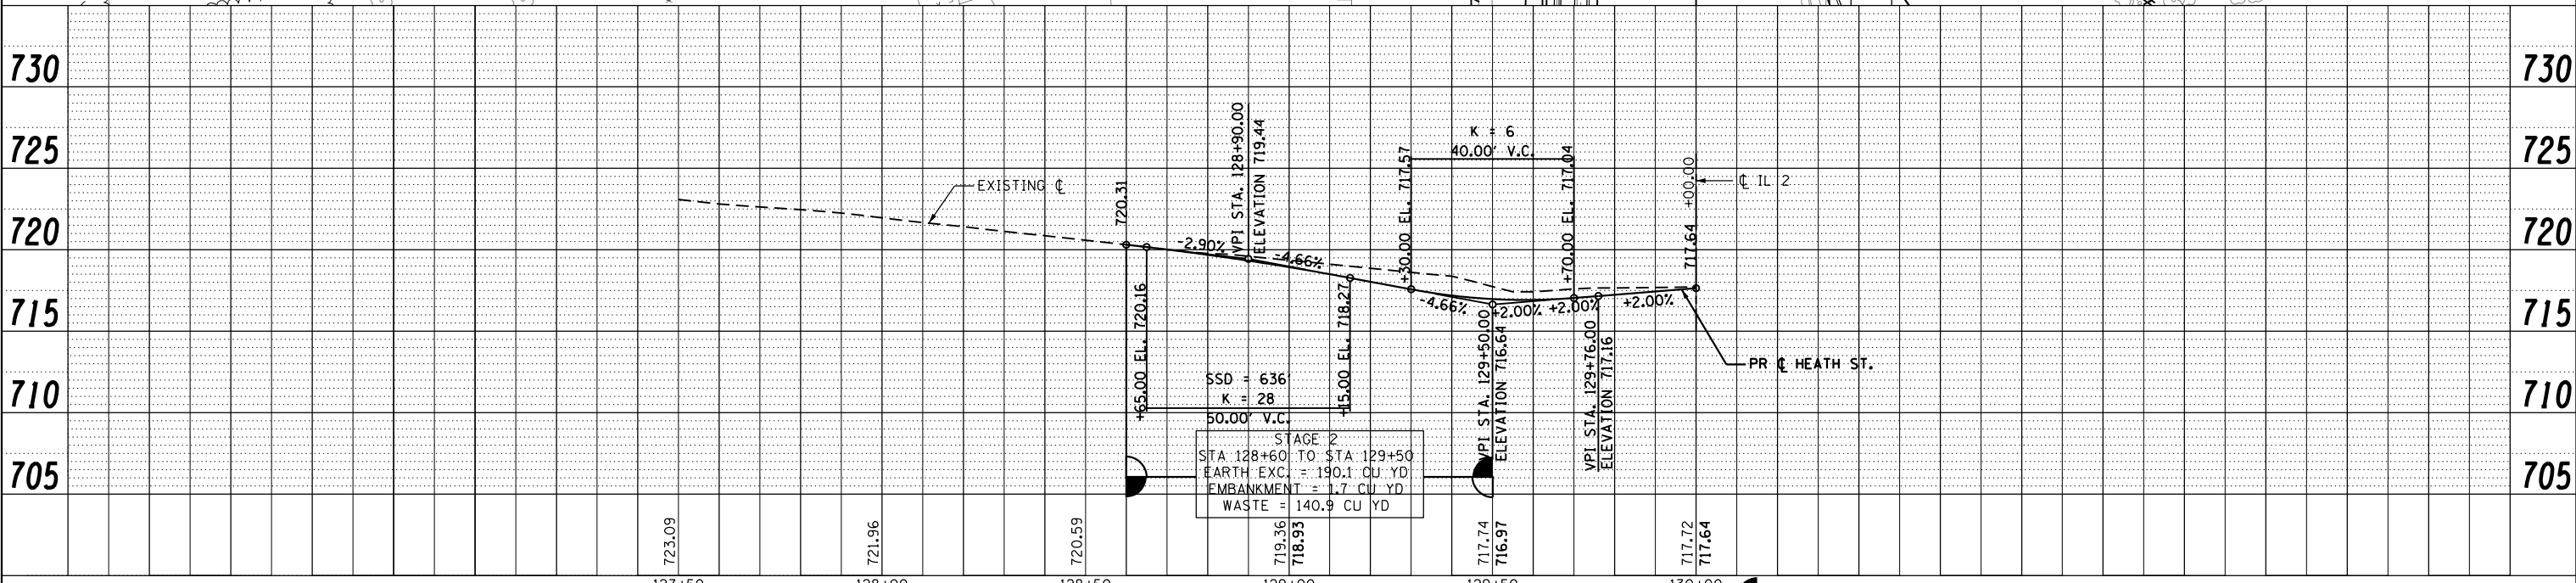 730
730
725
725
720
720
715
715
710
710
705
705
EXISTING ℄
720.31
-2.90%
VPI STA. 128+90.00
ELEVATION 719.44
-4.66%
K = 6
40.00' V.C.
+30.00 EL. 717.57
+70.00 EL. 717.04
717.64 +00.00
℄ IL 2
-4.66%
+2.00%
+2.00%
+2.00%
+65.00 EL. 720.16
+15.00 EL. 718.27
SSD = 636'
K = 28
50.00' V.C.
VPI STA. 129+50.00
ELEVATION 716.64
VPI STA. 129+76.00
ELEVATION 717.16
PR ℄ HEATH ST.
STAGE 2
STA 128+60 TO STA 129+50
EARTH EXC. = 190.1 CU YD
EMBANKMENT = 1.7 CU YD
WASTE = 140.9 CU YD
723.09
721.96
720.59
719.36
718.93
717.74
716.97
717.72
717.64